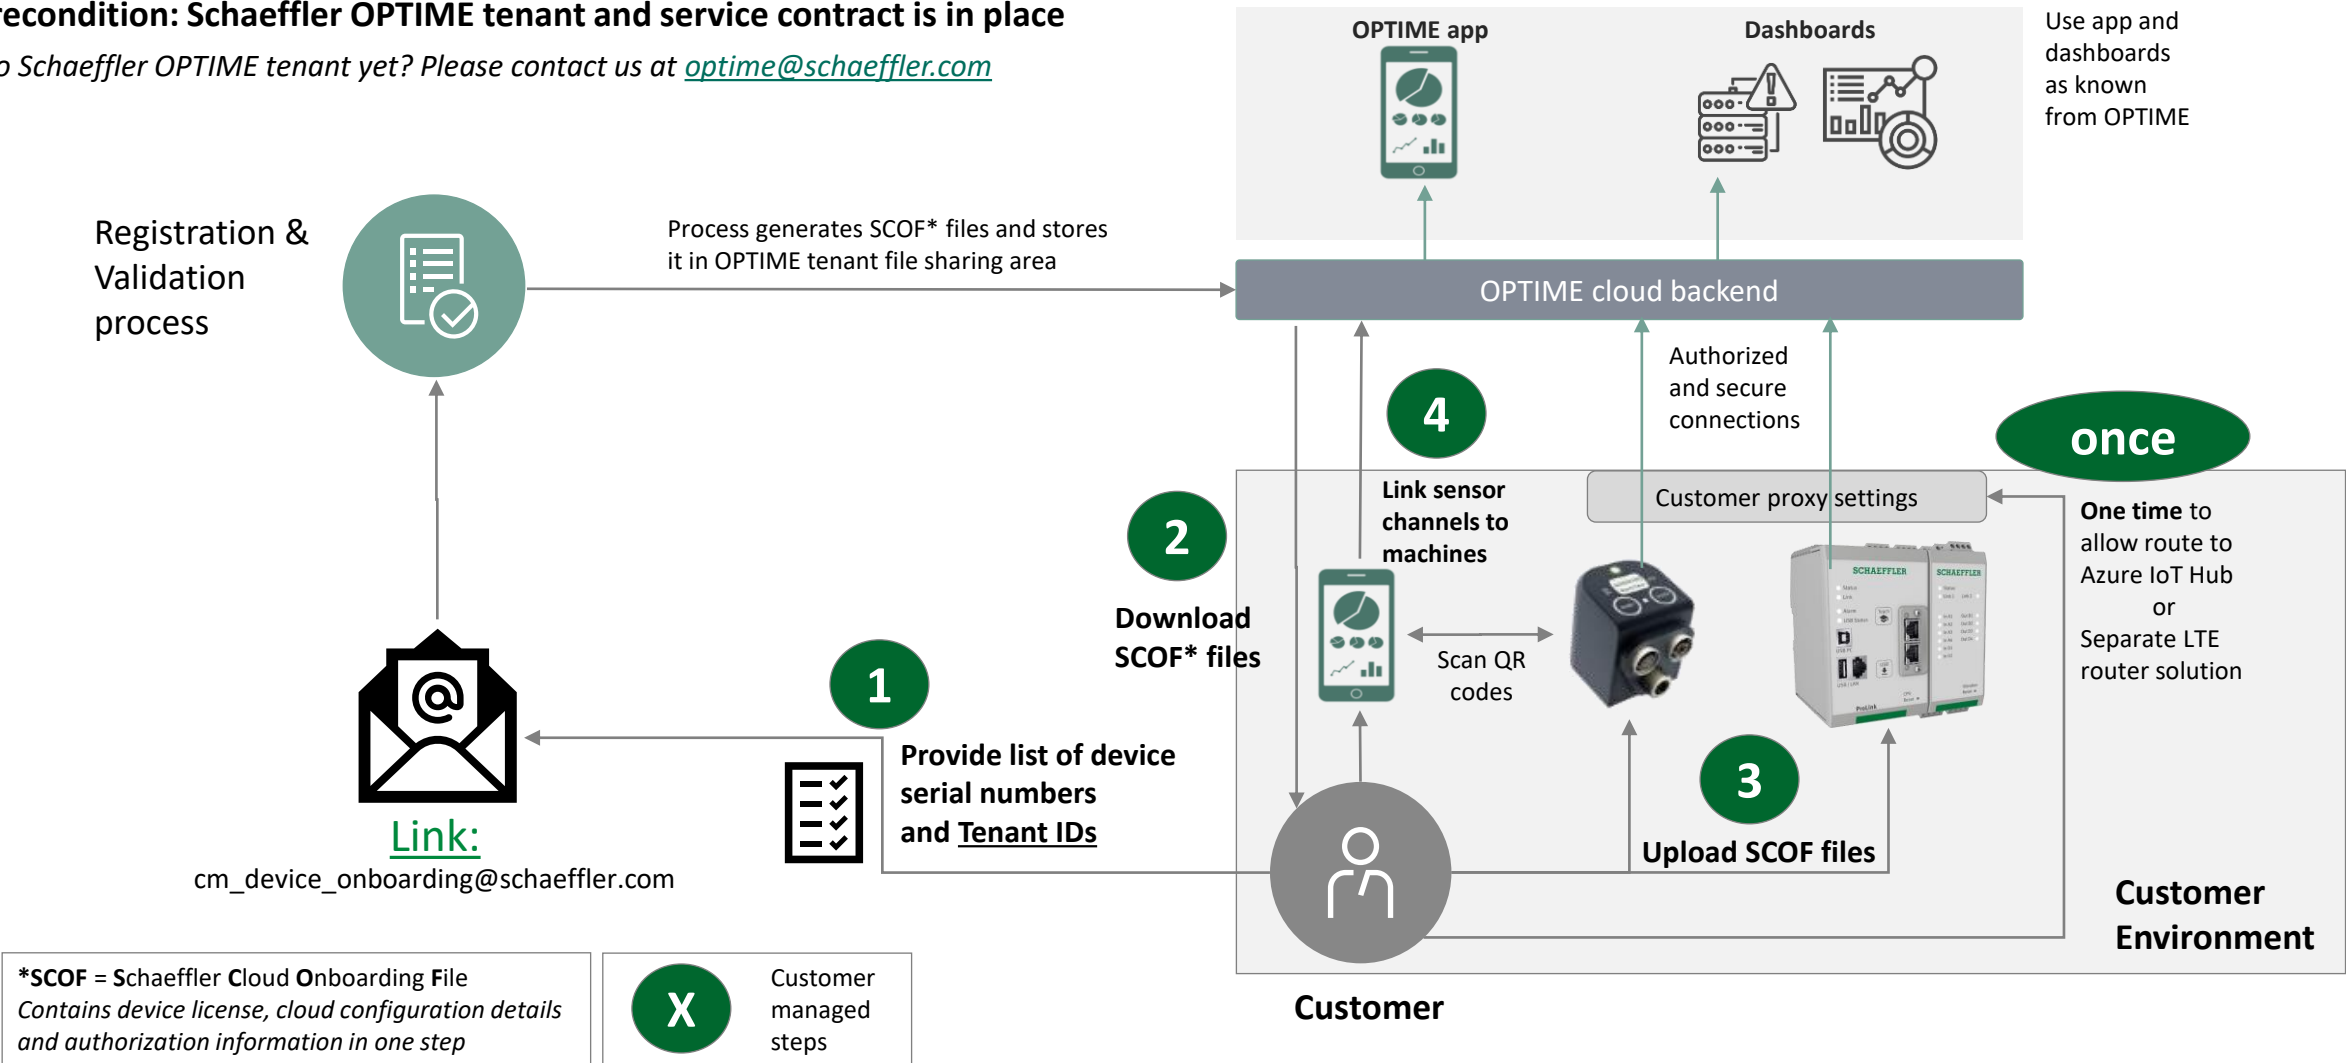 recondition: Schaeffler OPTIME tenant and service contract is in place
o Schaeffler OPTIME tenant yet? Please contact us at optime@schaeffler.com
OPTIME app
Dashboards
Use app and
dashboards
as known
from OPTIME
Registration &
Validation
process
Process generates SCOF* files and stores
it in OPTIME tenant file sharing area
OPTIME cloud backend
Authorized
and secure
connections
4
once
Link sensor
channels to
machines
Customer proxy settings
One time to
allow route to
Azure IoT Hub
or
Separate LTE
router solution
2
Download
SCOF* files
SCHAEFFLER
SCHAEFFLER
ProLink
Scan QR
codes
1
Provide list of device
serial numbers
and Tenant IDs
3
Upload SCOF files
@
Link:
cm_device_onboarding@schaeffler.com
Customer
Environment
Customer
*SCOF = Schaeffler Cloud Onboarding File
Contains device license, cloud configuration details
and authorization information in one step
X
Customer
managed
steps